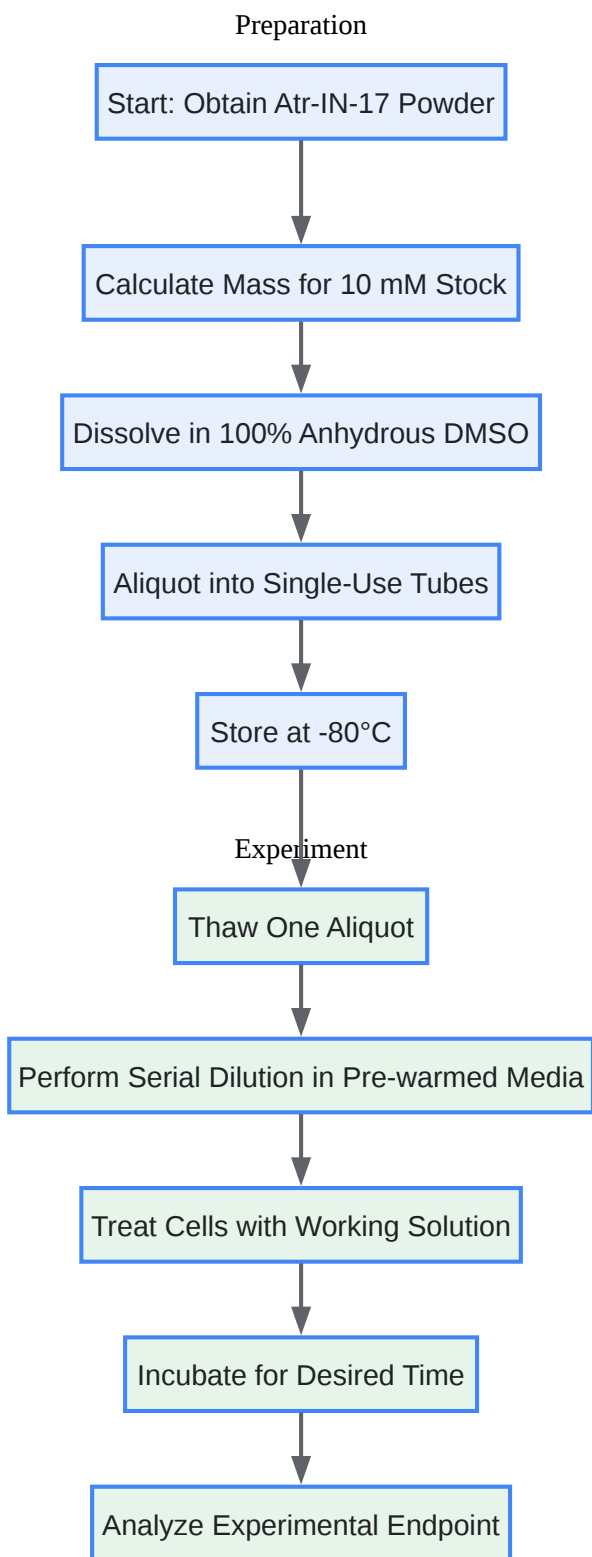 Preparation
Start: Obtain Atr-IN-17 Powder
Calculate Mass for 10 mM Stock
Dissolve in 100% Anhydrous DMSO
Aliquot into Single-Use Tubes
Store at -80°C
Experiment
Thaw One Aliquot
Perform Serial Dilution in Pre-warmed Media
Treat Cells with Working Solution
Incubate for Desired Time
Analyze Experimental Endpoint